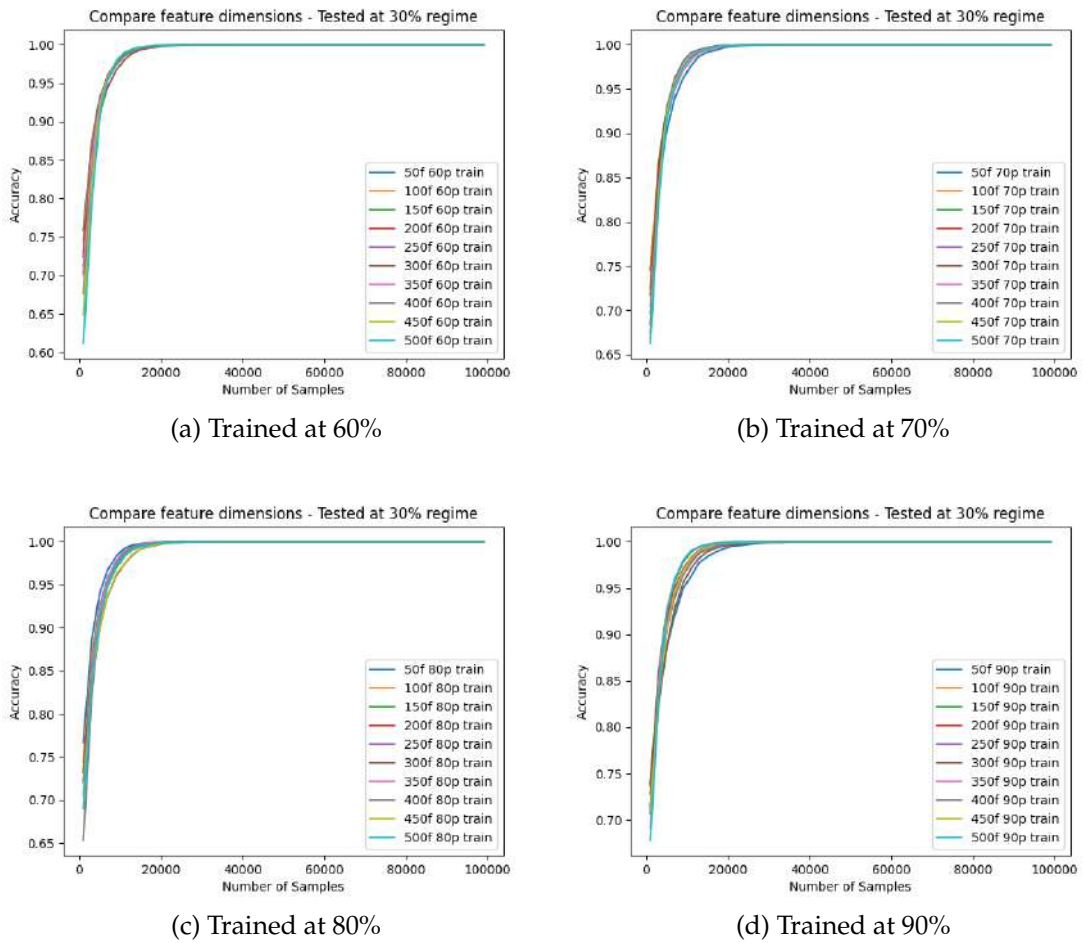 Compare feature dimensions - Tested at 30% regime
1.00
0.95
0.90
0.85
0.80
0.75
0.70
0.65
0.60
Accuracy
50f 60p train
100f 60p train
150f 60p train
200f 60p train
250f 60p train
300f 60p train
350f 60p train
400f 60p train
450f 60p train
500f 60p train
0 20000 40000 60000 80000 100000
Number of Samples
(a) Trained at 60%
Compare feature dimensions - Tested at 30% regime
1.00
0.95
0.90
0.85
0.80
0.75
0.70
0.65
Accuracy
50f 70p train
100f 70p train
150f 70p train
200f 70p train
250f 70p train
300f 70p train
350f 70p train
400f 70p train
450f 70p train
500f 70p train
0 20000 40000 60000 80000 100000
Number of Samples
(b) Trained at 70%
Compare feature dimensions - Tested at 30% regime
1.00
0.95
0.90
0.85
0.80
0.75
0.70
0.65
Accuracy
50f 80p train
100f 80p train
150f 80p train
200f 80p train
250f 80p train
300f 80p train
350f 80p train
400f 80p train
450f 80p train
500f 80p train
0 20000 40000 60000 80000 100000
Number of Samples
(c) Trained at 80%
Compare feature dimensions - Tested at 30% regime
1.00
0.95
0.90
0.85
0.80
0.75
0.70
Accuracy
50f 90p train
100f 90p train
150f 90p train
200f 90p train
250f 90p train
300f 90p train
350f 90p train
400f 90p train
450f 90p train
500f 90p train
0 20000 40000 60000 80000 100000
Number of Samples
(d) Trained at 90%